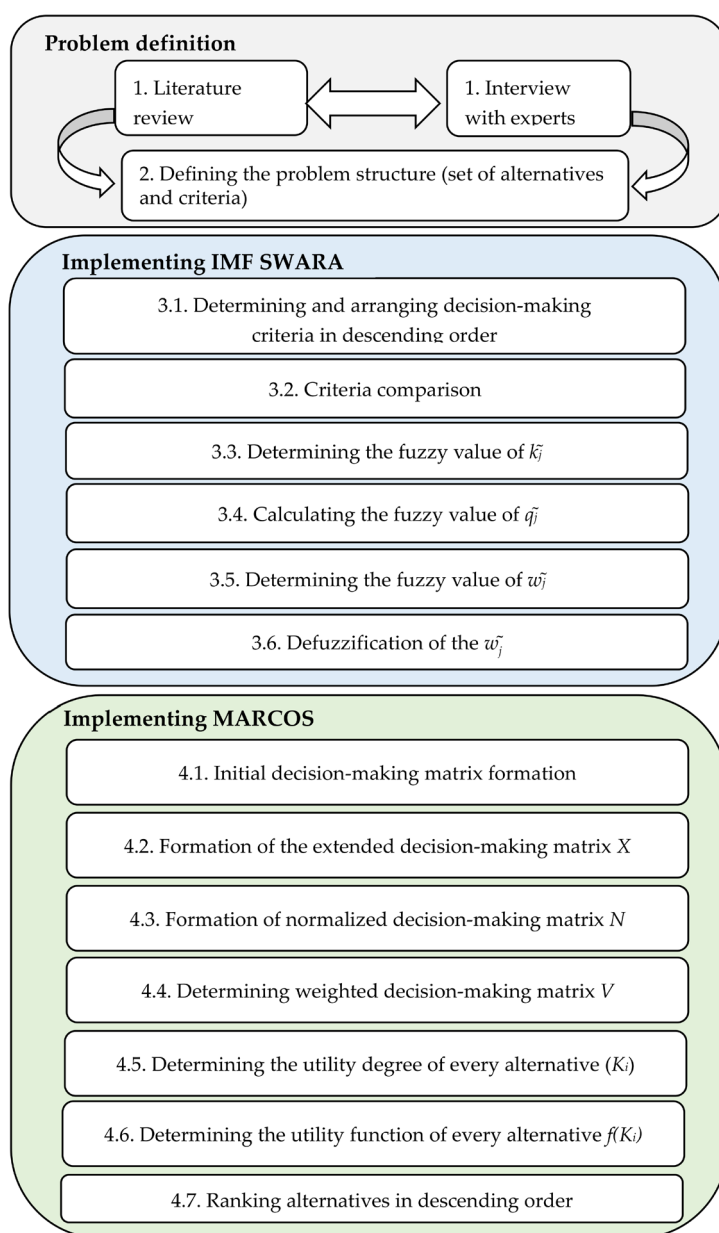 Problem definition
1. Literature
review
1. Interview
with experts
2. Defining the problem structure (set of alternatives
and criteria)
Implementing IMF SWARA
3.1. Determining and arranging decision-making
criteria in descending order
3.2. Criteria comparison
3.3. Determining the fuzzy value of k̃ⱼ
3.4. Calculating the fuzzy value of q̃ⱼ
3.5. Determining the fuzzy value of w̃ⱼ
3.6. Defuzzification of the w̃ⱼ
Implementing MARCOS
4.1. Initial decision-making matrix formation
4.2. Formation of the extended decision-making matrix X
4.3. Formation of normalized decision-making matrix N
4.4. Determining weighted decision-making matrix V
4.5. Determining the utility degree of every alternative (Kᵢ)
4.6. Determining the utility function of every alternative f(Kᵢ)
4.7. Ranking alternatives in descending order